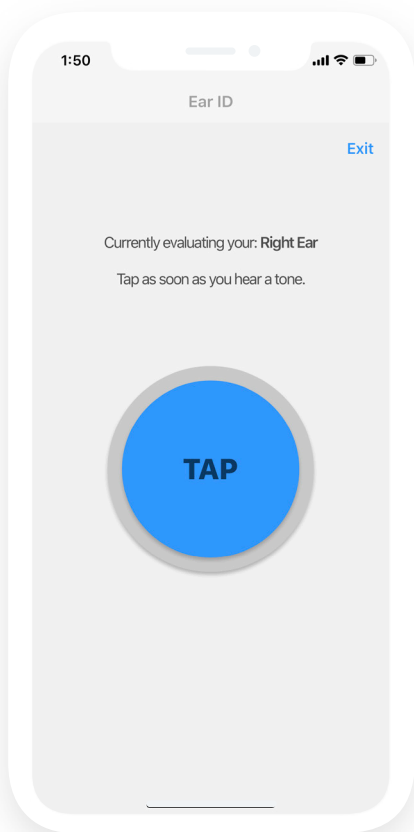 1:50
Ear ID
Exit
Currently evaluating your: Right Ear
Tap as soon as you hear a tone.
TAP